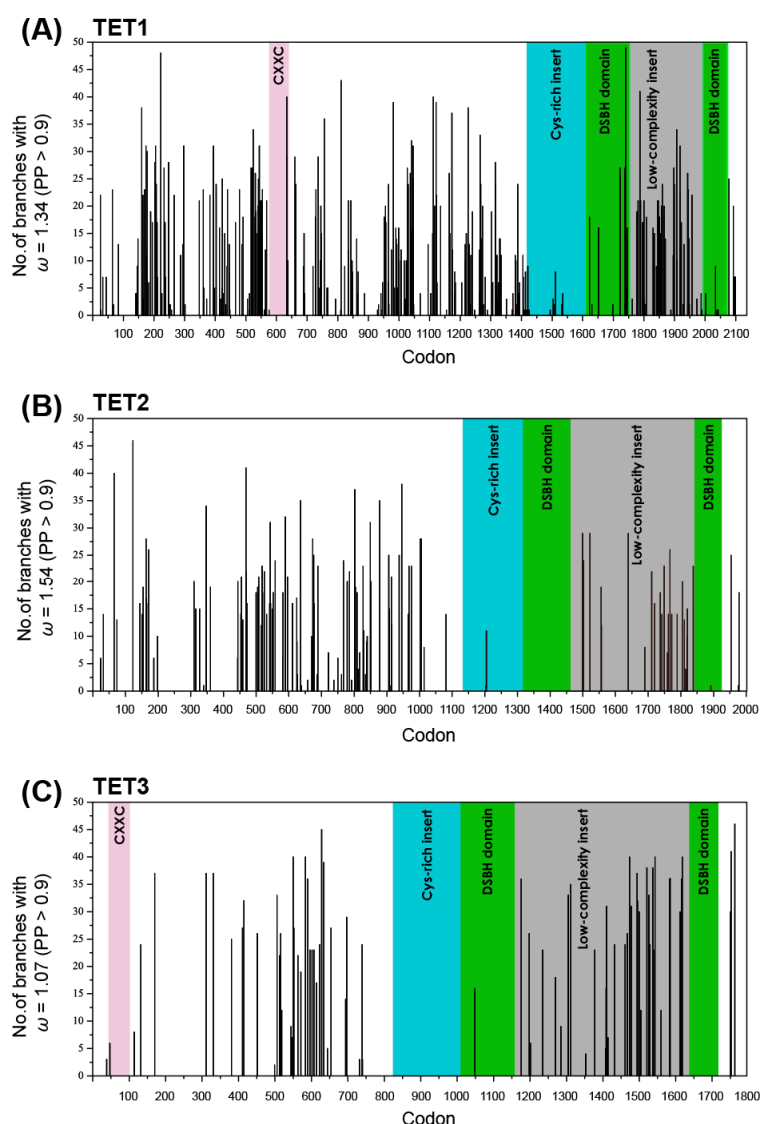 (A) TET1
No. of branches with
ω = 1.34 (PP > 0.9)
50
45
40
35
30
25
20
15
10
5
0
CXXC
Cys-rich insert
DSBH domain
Low-complexity insert
DSBH domain
100 200 300 400 500 600 700 800 900 1000 1100 1200 1300 1400 1500 1600 1700 1800 1900 2000 2100
Codon
(B) TET2
No. of branches with
ω = 1.54 (PP > 0.9)
50
45
40
35
30
25
20
15
10
5
0
Cys-rich insert
DSBH domain
Low-complexity insert
DSBH domain
100 200 300 400 500 600 700 800 900 1000 1100 1200 1300 1400 1500 1600 1700 1800 1900 2000
Codon
(C) TET3
No. of branches with
ω = 1.07 (PP > 0.9)
50
45
40
35
30
25
20
15
10
5
0
CXXC
Cys-rich insert
DSBH domain
Low-complexity insert
DSBH domain
100 200 300 400 500 600 700 800 900 1000 1100 1200 1300 1400 1500 1600 1700 1800
Codon